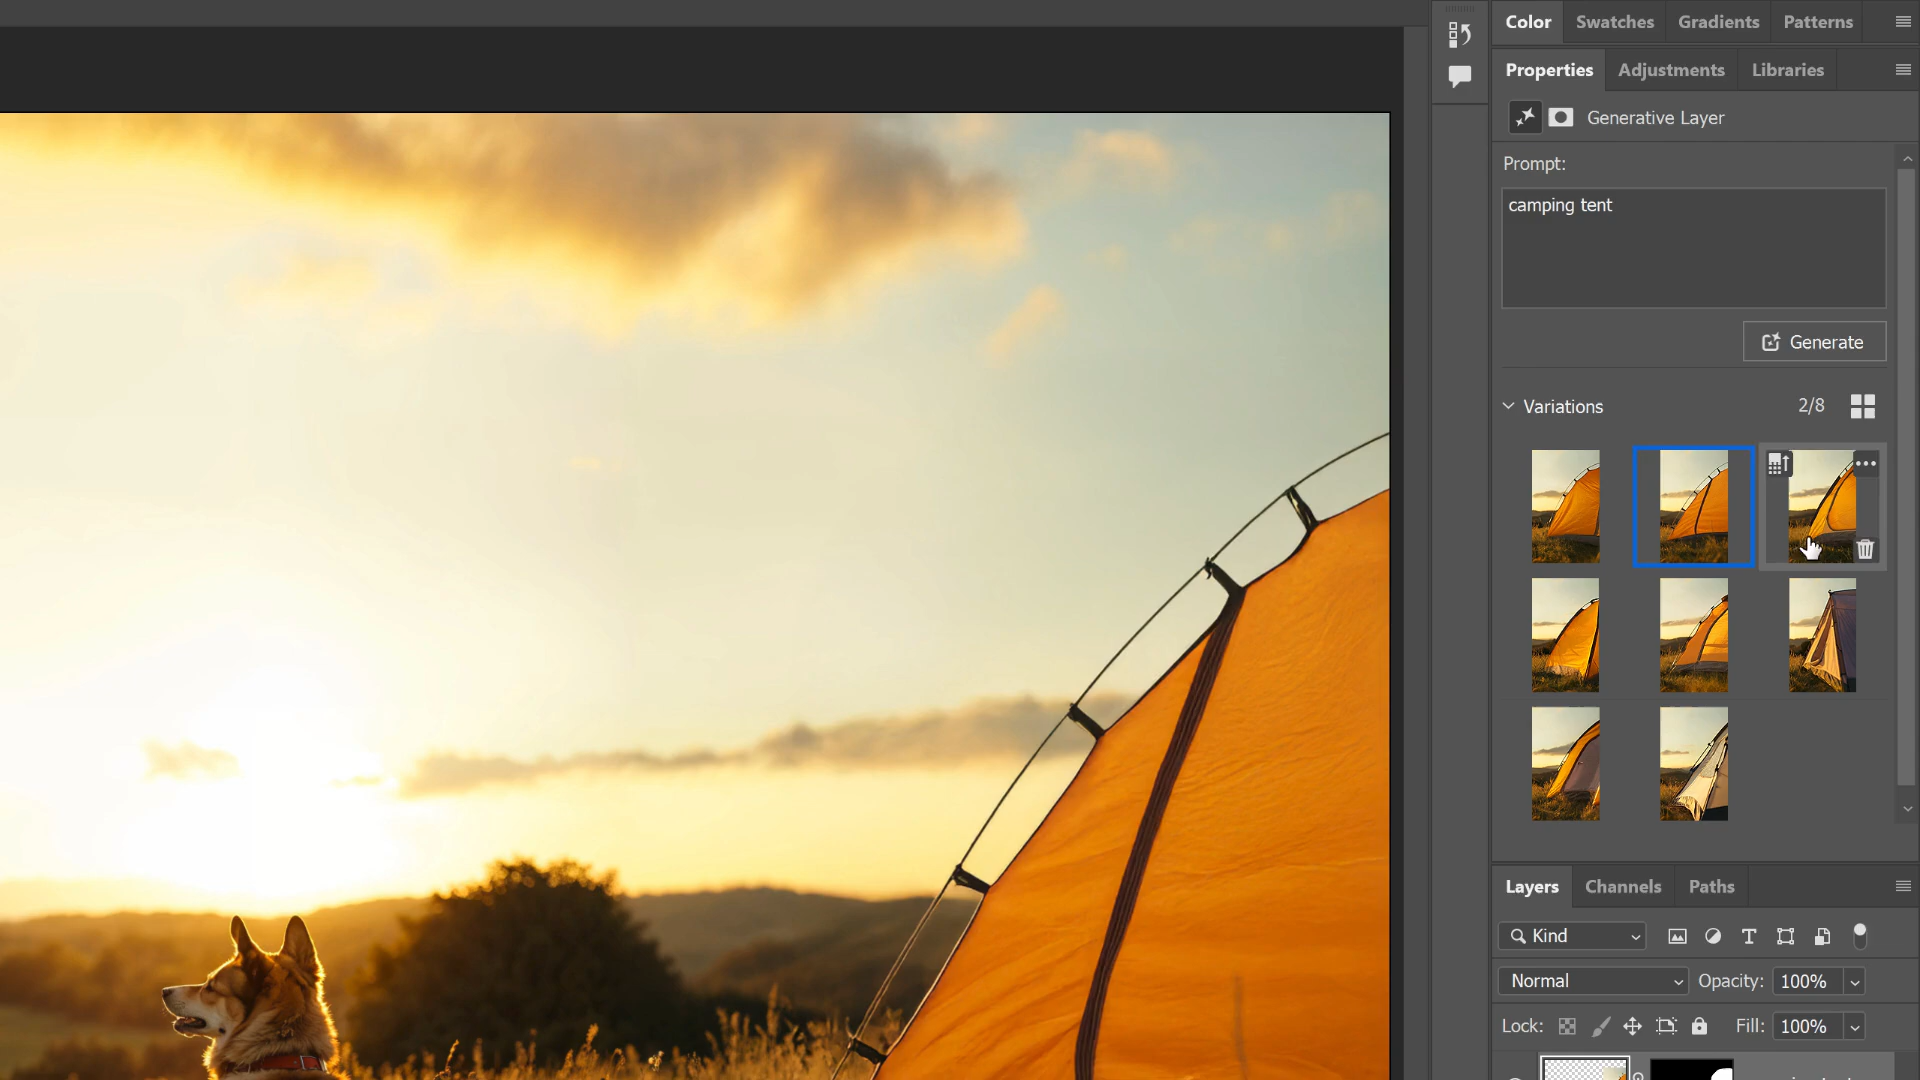 Color Swatches Gradients Patterns
Properties Adjustments Libraries
Generative Layer
Prompt:
camping tent
Generate
Variations 2/8
Layers Channels Paths
Kind
Normal Opacity: 100%
Lock: Fill: 100%